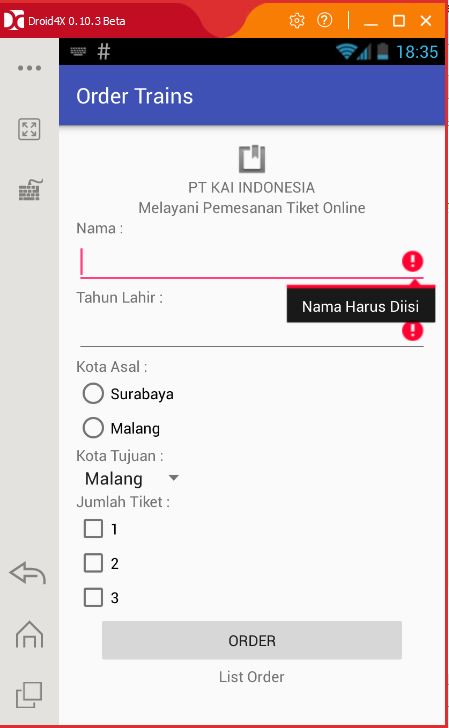 Droid4X 0.10.3 Beta
# 18:35
Order Trains
PT KAI INDONESIA
Melayani Pemesanan Tiket Online
Nama :
Nama Harus Diisi
Tahun Lahir :
Kota Asal :
Surabaya
Malang
Kota Tujuan :
Malang
Jumlah Tiket :
1
2
3
ORDER
List Order